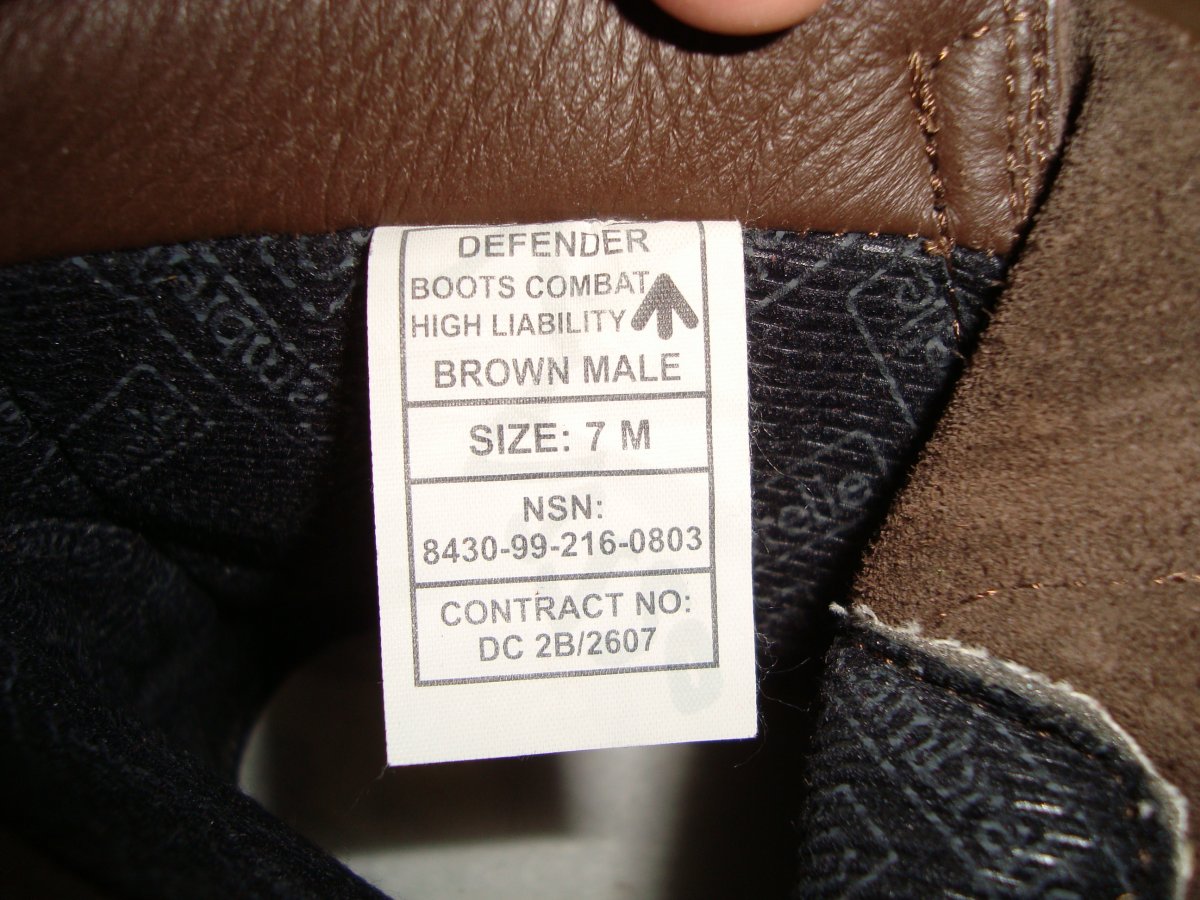 DEFENDER
BOOTS COMBAT
HIGH LIABILITY
BROWN MALE
SIZE: 7 M
NSN:
8430-99-216-0803
CONTRACT NO:
DC 2B/2607